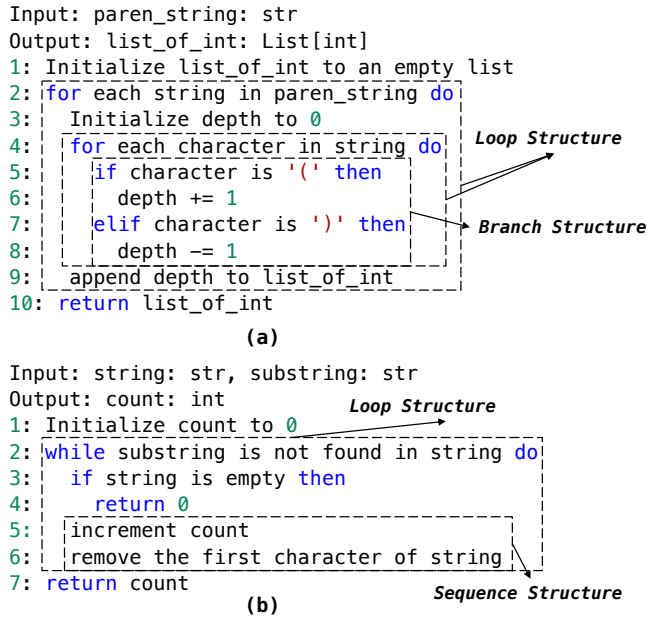 Input: paren_string: str
Output: list_of_int: List[int]
1: Initialize list_of_int to an empty list
2: for each string in paren_string do
3: Initialize depth to 0
4: for each character in string do
Loop Structure
5: if character is '(' then
6: depth += 1
7: elif character is ')' then
Branch Structure
8: depth −= 1
9: append depth to list_of_int
10: return list_of_int
(a)
Input: string: str, substring: str
Output: count: int
Loop Structure
1: Initialize count to 0
2: while substring is not found in string do
3: if string is empty then
4: return 0
5: increment count
6: remove the first character of string
7: return count
Sequence Structure
(b)